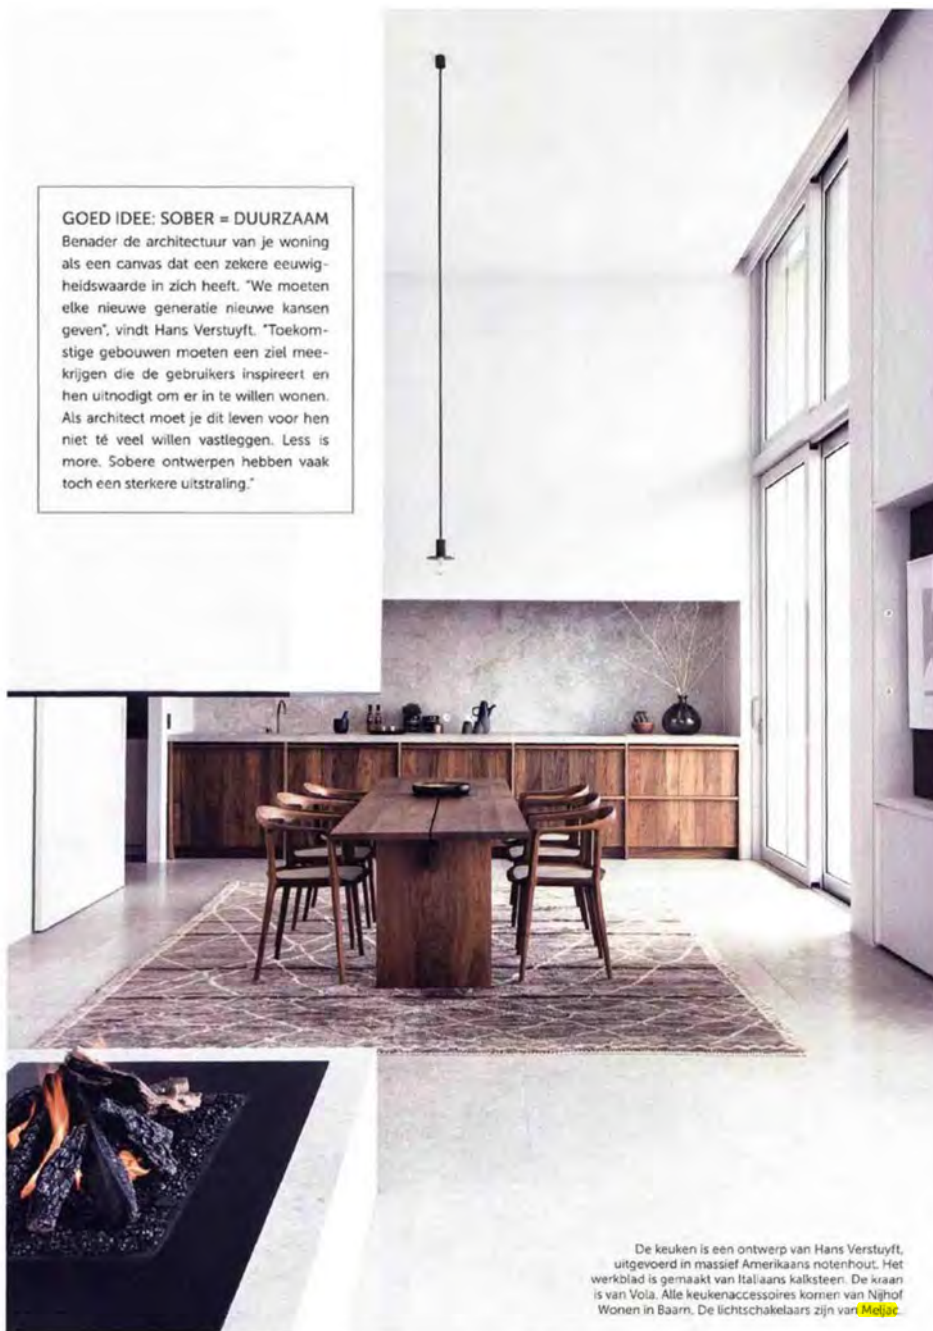 GOED IDEE: SOBER = DUURZAAM
Benader de architectuur van je woning
als een canvas dat een zekere eeuwig-
heidswaarde in zich heeft. "We moeten
elke nieuwe generatie nieuwe kansen
geven", vindt Hans Verstuyft. "Toekom-
stige gebouwen moeten een ziel mee-
krijgen die de gebruikers inspireert en
hen uitnodigt om er in te willen wonen.
Als architect moet je dit leven voor hen
niet té veel willen vastleggen. Less is
more. Sobere ontwerpen hebben vaak
toch een sterkere uitstraling."
De keuken is een ontwerp van Hans Verstuyft,
uitgevoerd in massief Amerikaans notenhout. Het
werkblad is gemaakt van Italiaans kalksteen. De kraan
is van Vola. Alle keukenaccessoires komen van Nijhof
Wonen in Baarn. De lichtschakelaars zijn van Meljac.